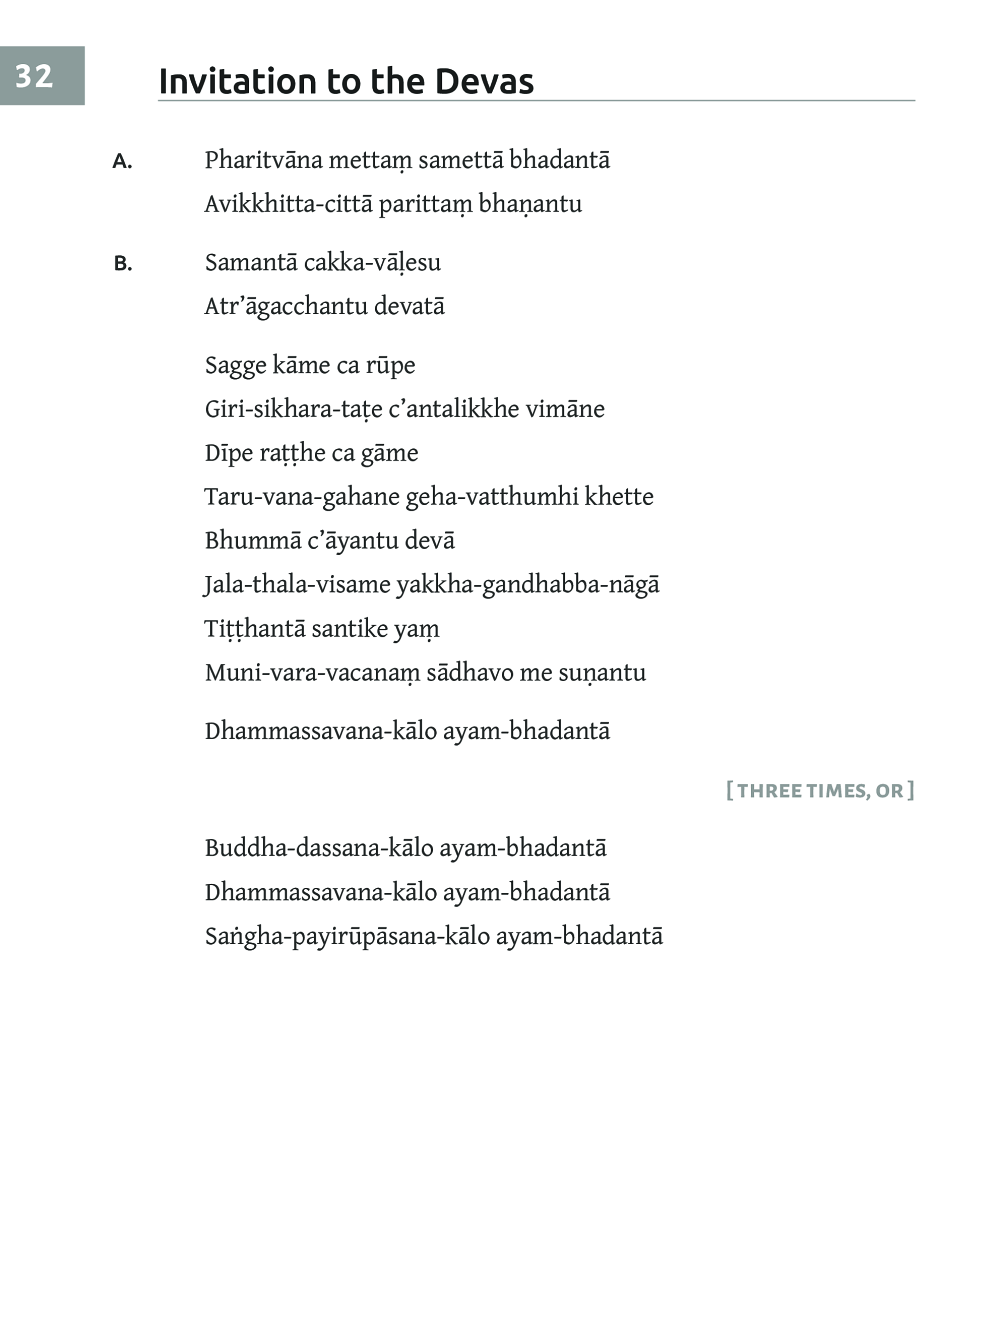 32
Invitation to the Devas
A. Pharitvāna mettaṃ samettā bhadantā
Avikkhitta-cittā parittaṃ bhaṇantu
B. Samantā cakka-vāḷesu
Atr’āgacchantu devatā
Sagge kāme ca rūpe
Giri-sikhara-taṭe c’antalikkhe vimāne
Dīpe raṭṭhe ca gāme
Taru-vana-gahane geha-vatthumhi khette
Bhummā c’āyantu devā
Jala-thala-visame yakkha-gandhabba-nāgā
Tiṭṭhantā santike yaṃ
Muni-vara-vacanaṃ sādhavo me suṇantu
Dhammassavana-kālo ayam-bhadantā
[ THREE TIMES, OR ]
Buddha-dassana-kālo ayam-bhadantā
Dhammassavana-kālo ayam-bhadantā
Saṅgha-payirūpāsana-kālo ayam-bhadantā